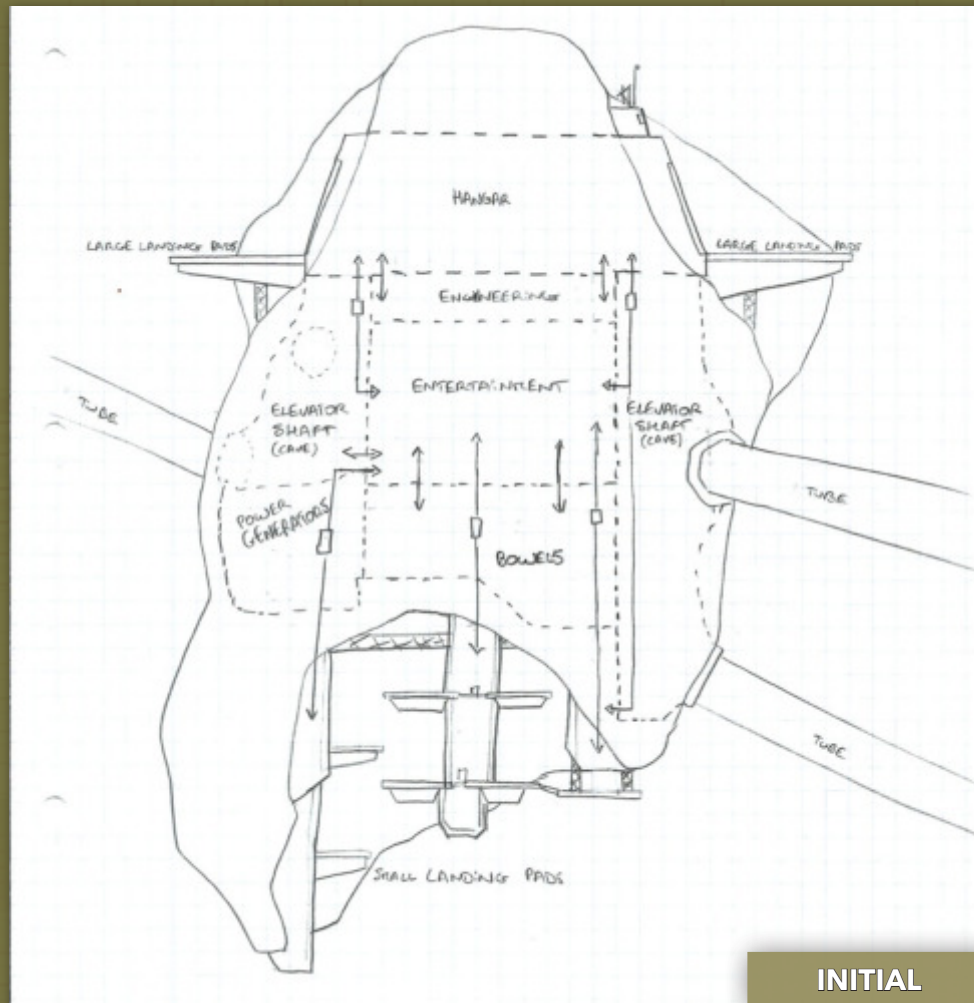 HANGAR
LARGE LANDING PADS
LARGE LANDING PADS
ENGINEERING
ENTERTAINMENT
TUBE
ELEVATOR
SHAFT
(CAVE)
ELEVATOR
SHAFT
(CAVE)
TUBE
POWER
GENERATORS
BOWELS
TUBE
SMALL LANDING PADS
INITIAL